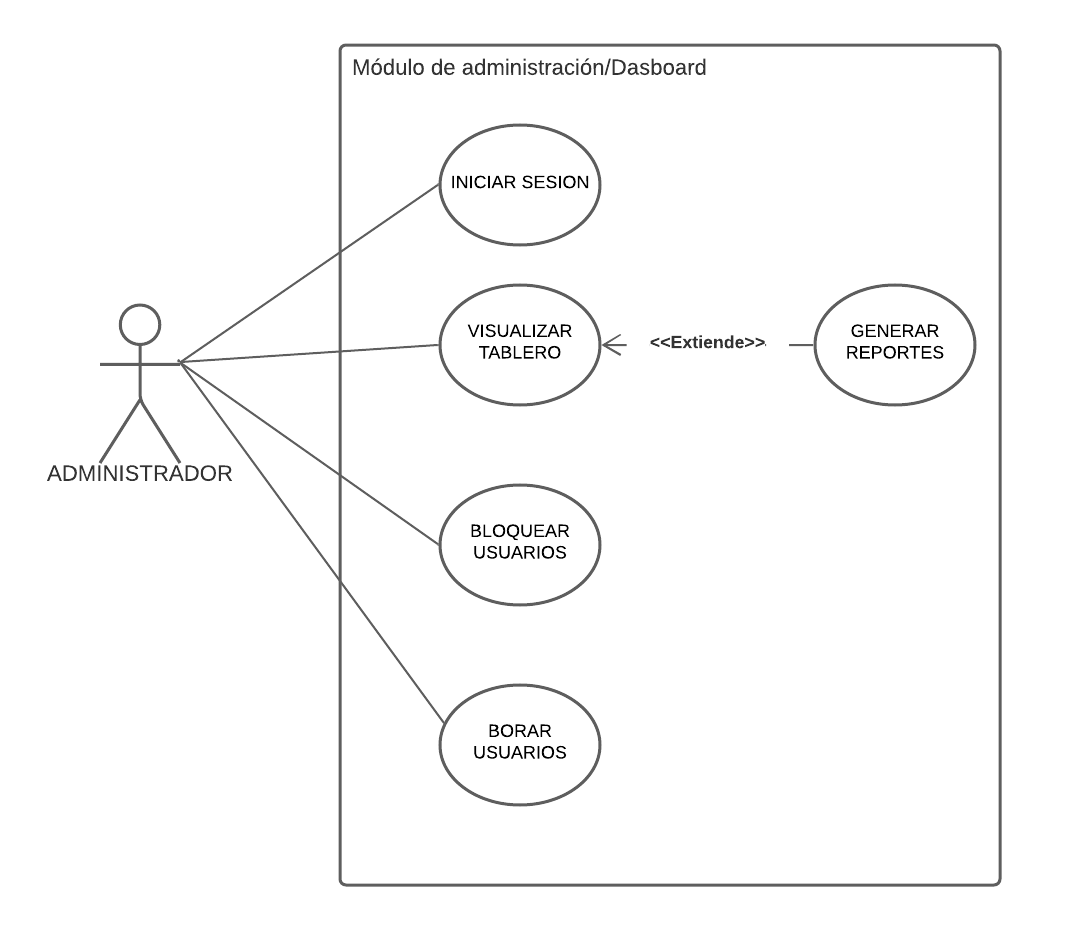 Módulo de administración/Dasboard
INICIAR SESION
VISUALIZAR
TABLERO
<<Extiende>>
GENERAR
REPORTES
ADMINISTRADOR
BLOQUEAR
USUARIOS
BORAR
USUARIOS